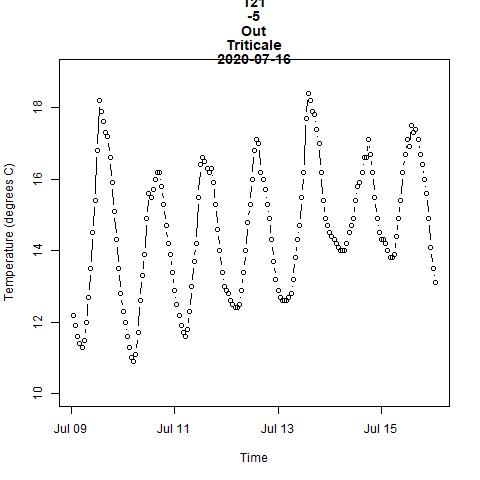 121
-5
Out
Triticale
2020-07-16
Temperature (degrees C)
18
16
14
12
10
Jul 09
Jul 11
Jul 13
Jul 15
Time